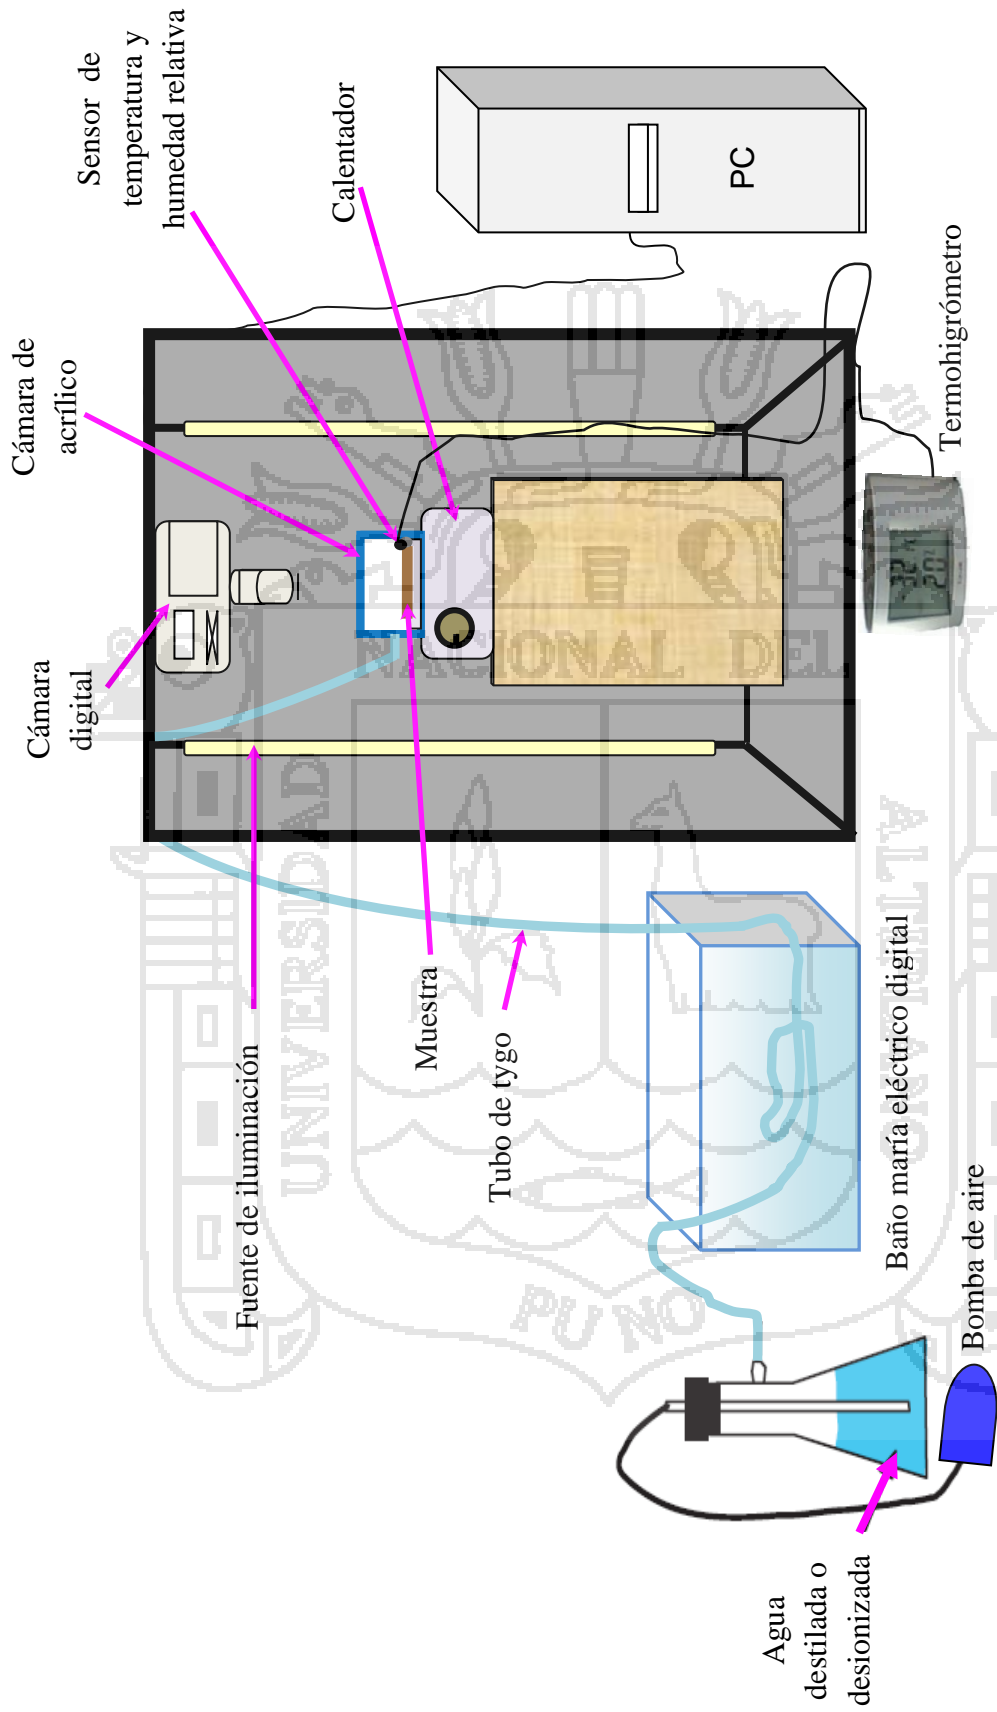 Sensor de
temperatura y
humedad relativa
Calentador
PC
Cámara de
acrílico
Cámara
digital
Termohigrómetro
Fuente de iluminación
Muestra
Tubo de tygo
Baño maría eléctrico digital
Bomba de aire
Agua
destilada o
desionizada
UNIVERSIDAD
NACIONAL DEL
ALTIPLANO
PUNO